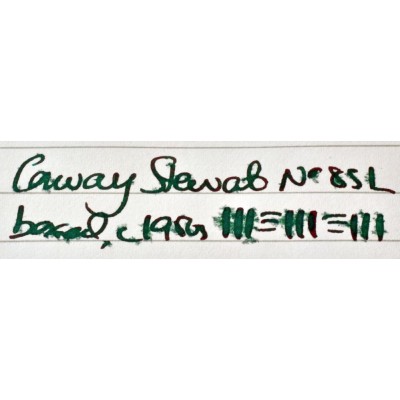 Conway Stewart No 85L
boxed, c1950s